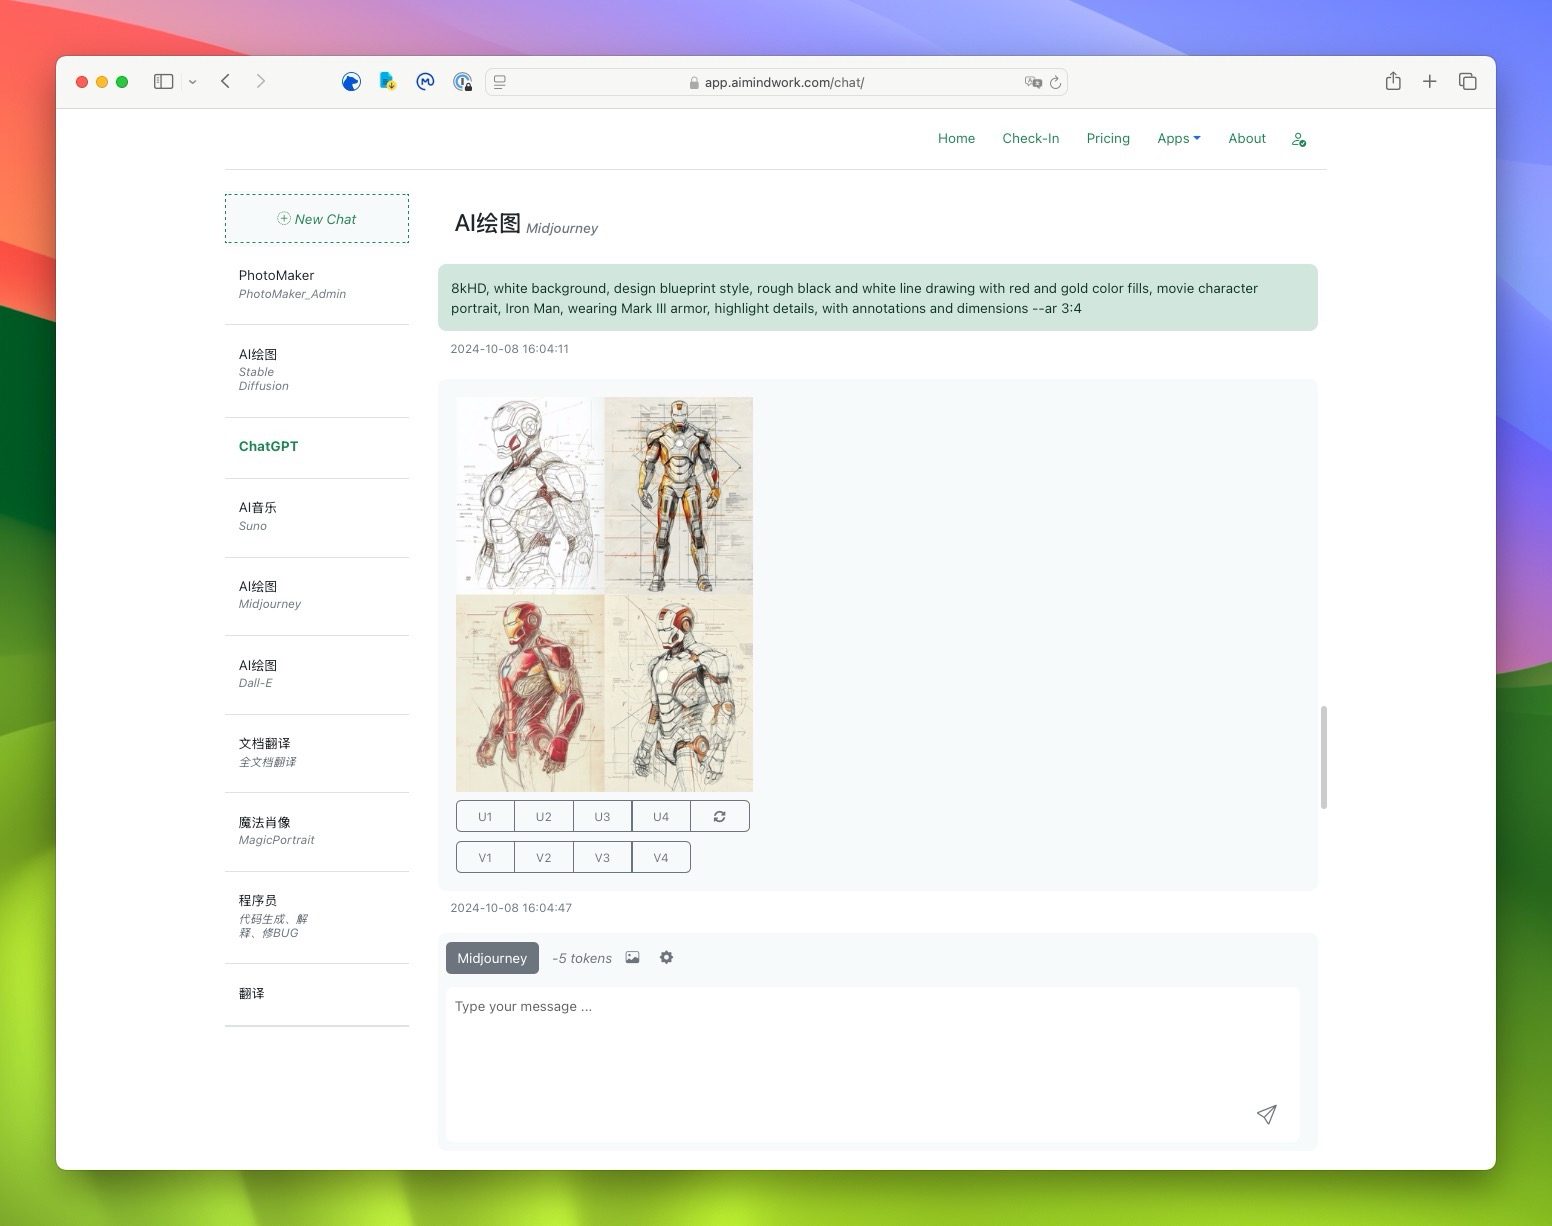 app.aimindwork.com/chat/
Home
Check-In
Pricing
Apps
About
New Chat
PhotoMaker
PhotoMaker_Admin
AI绘图
Stable
Diffusion
ChatGPT
AI音乐
Suno
AI绘图
Midjourney
AI绘图
Dall-E
文档翻译
全文档翻译
魔法肖像
MagicPortrait
程序员
代码生成、解
释、修BUG
翻译
AI绘图 Midjourney
8kHD, white background, design blueprint style, rough black and white line drawing with red and gold color fills, movie character
portrait, Iron Man, wearing Mark III armor, highlight details, with annotations and dimensions --ar 3:4
2024-10-08 16:04:11
U1
U2
U3
U4
V1
V2
V3
V4
2024-10-08 16:04:47
Midjourney
-5 tokens
Type your message ...